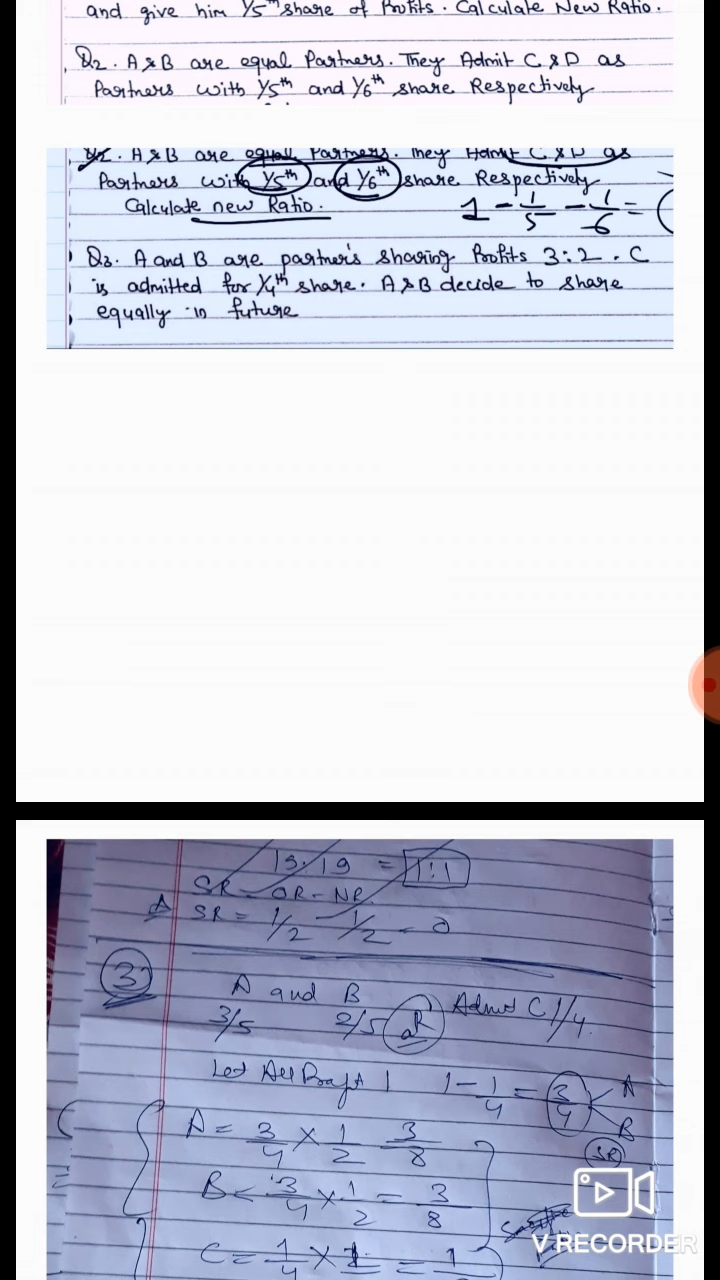 and give him 1/5th share of Profits. Calculate New Ratio.
Q2. A & B are equal Partners. They Admit C & D as
Partners with 1/5th and 1/6th share Respectively
Q2. A & B are equal Partners. They Admit C & D as
Partners with 1/5th and 1/6th share Respectively
Calculate new Ratio.
1 - 1/5 - 1/6 = (
Q3. A and B are partner's sharing Profits 3:2. C
is admitted for 1/4th share. A & B decide to share
equally in future
19:19 = 1:1
SR = OR - NR
A SR = 1/2 - 1/2 = 0
3
A and B Admit C 1/4.
3/5 2/5 OR
Let All Profit 1 1 - 1/4 = 3/4 A
B
SR
A = 3/4 × 1/2 3/8
B = 3/4 × 1/2 = 3/8
C = 1/4 × 1 = 1
V RECORDER